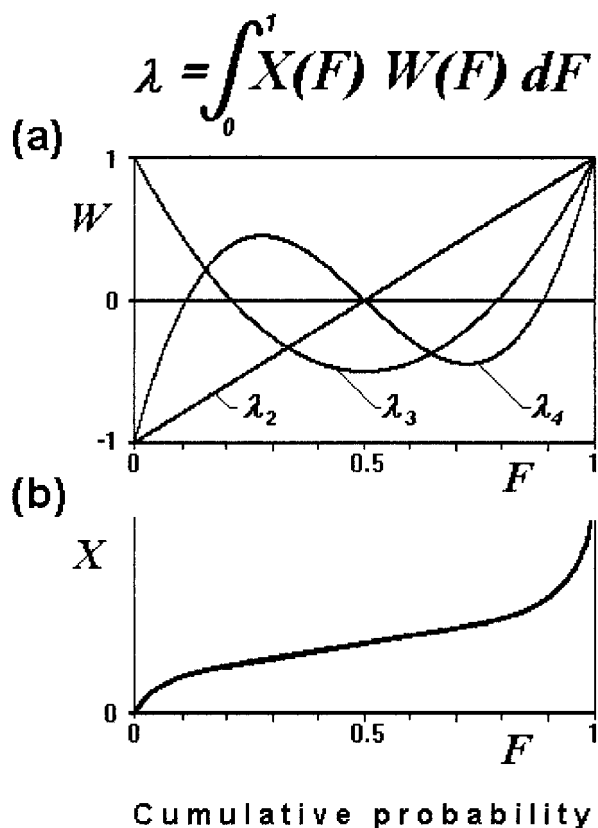 λ = ∫₀¹ X(F) W(F) dF
(a)
1
W
0
λ₂ λ₃ λ₄
-1
0 0.5 1
F
(b)
X
0
0 0.5 1
F
Cumulative probability